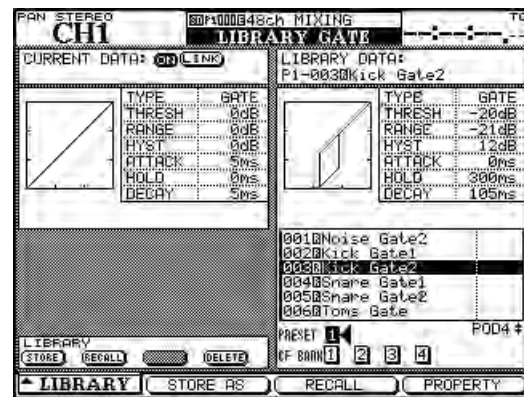 PAN STEREO
CH1
48ch MIXING
LIBRARY GATE
--:--:--.
CURRENT DATA: ON LINK
LIBRARY DATA:
P1-003 Kick Gate2
TYPE GATE
THRESH 0dB
RANGE 0dB
HYST 0dB
ATTACK 5ms
HOLD 0ms
DECAY 5ms
TYPE GATE
THRESH -20dB
RANGE -21dB
HYST 12dB
ATTACK 0ms
HOLD 300ms
DECAY 105ms
001 Noise Gate2
002 Kick Gate1
003 Kick Gate2
004 Snare Gate1
005 Snare Gate2
006 Toms Gate
PRESET 1
POD4
CF BANK 1 2 3 4
LIBRARY
STORE RECALL DELETE
LIBRARY STORE AS RECALL PROPERTY